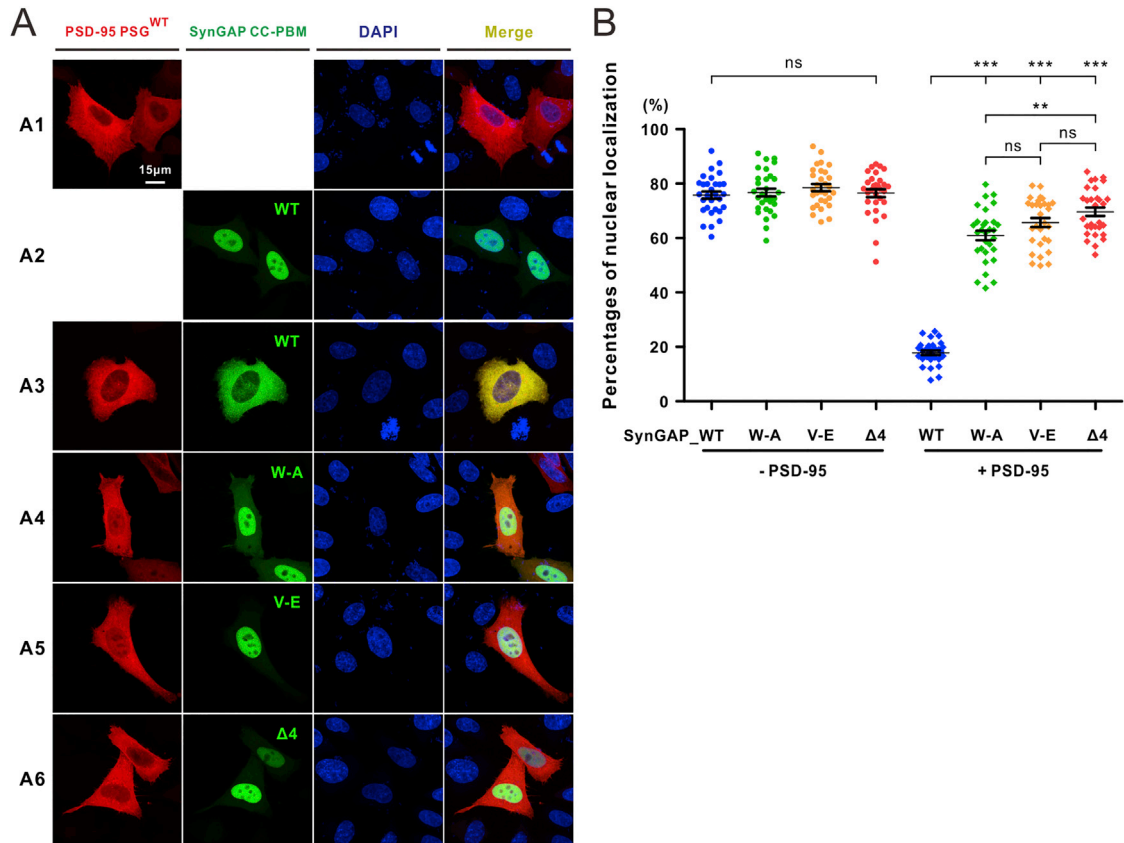 A
PSD-95 PSG^WT SynGAP CC-PBM DAPI Merge
A1
15μm
A2
WT
A3
WT
A4
W-A
A5
V-E
A6
Δ4
B
ns
*** *** ***
**
ns
ns
(%)
100
80
60
40
20
0
Percentages of nuclear localization
SynGAP_WT W-A V-E Δ4 WT W-A V-E Δ4
- PSD-95 + PSD-95